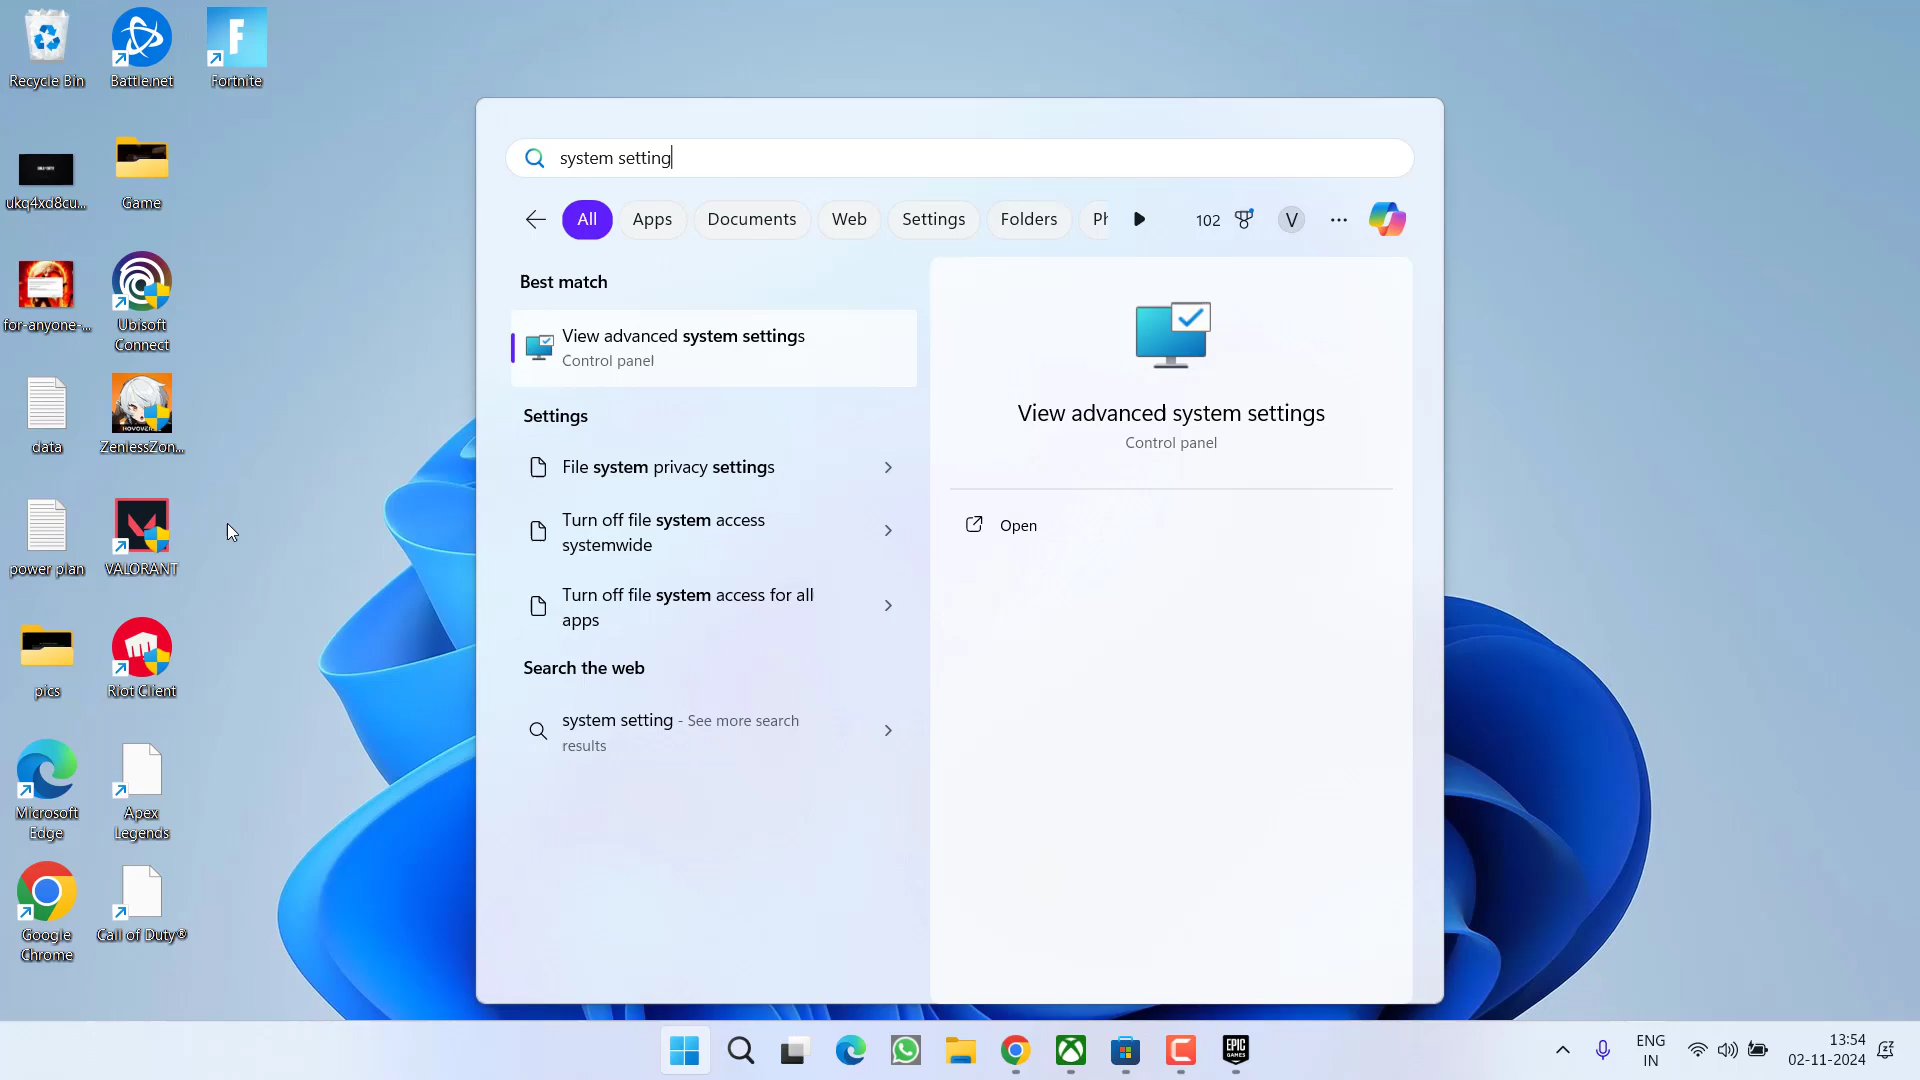 Recycle Bin
Battle.net
Fortnite
ukq4xd8cu...
Game
for-anyone-...
Ubisoft
Connect
data
ZenlessZon...
power plan
VALORANT
pics
Riot Client
Microsoft
Edge
Apex
Legends
Google
Chrome
Call of Duty®
system setting
All
Apps
Documents
Web
Settings
Folders
102
V
Best match
View advanced system settings
Control panel
Settings
File system privacy settings
Turn off file system access
systemwide
Turn off file system access for all
apps
Search the web
system setting - See more search
results
View advanced system settings
Control panel
Open
EPIC
GAMES
ENG
IN
13:54
02-11-2024